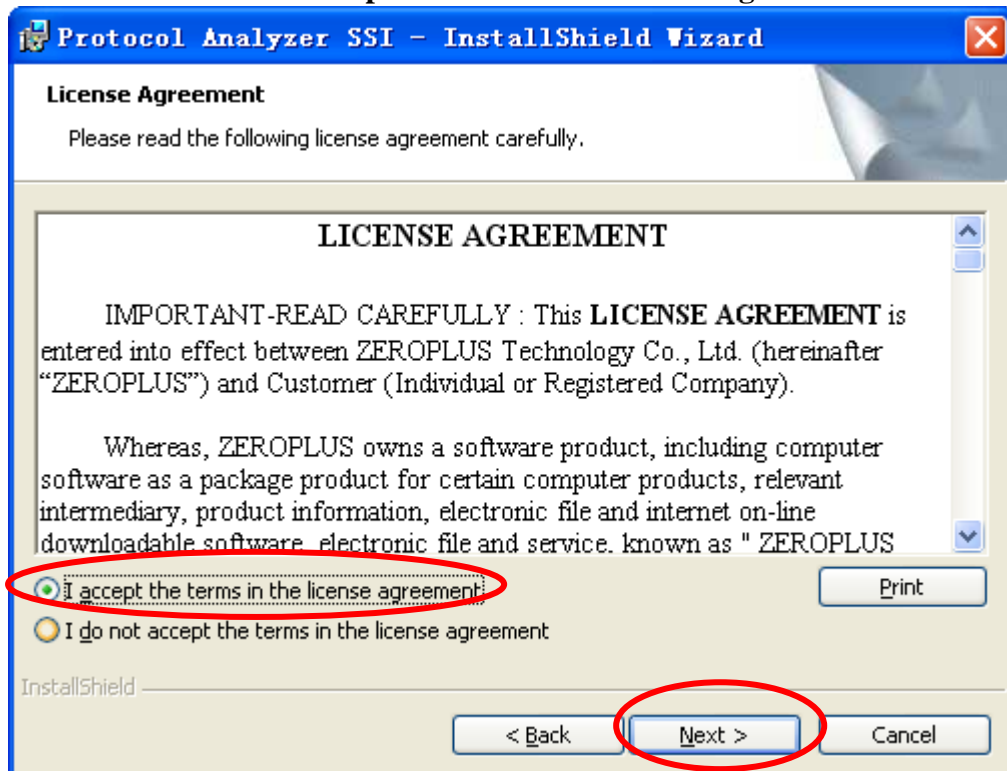 Protocol Analyzer SSI - InstallShield Wizard
License Agreement
Please read the following license agreement carefully.
LICENSE AGREEMENT
IMPORTANT-READ CAREFULLY : This LICENSE AGREEMENT is
entered into effect between ZEROPLUS Technology Co., Ltd. (hereinafter
“ZEROPLUS”) and Customer (Individual or Registered Company).
Whereas, ZEROPLUS owns a software product, including computer
software as a package product for certain computer products, relevant
intermediary, product information, electronic file and internet on-line
downloadable software, electronic file and service, known as " ZEROPLUS
I accept the terms in the license agreement
Print
I do not accept the terms in the license agreement
InstallShield
< Back
Next >
Cancel